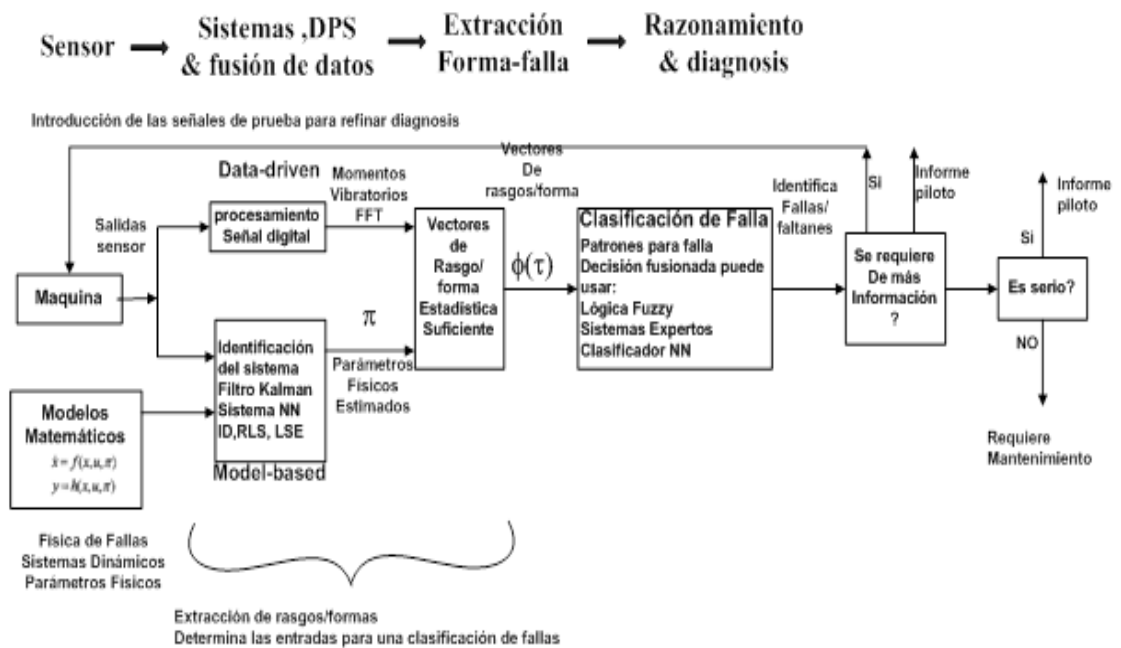 Sensor
Sistemas ,DPS
& fusión de datos
Extracción
Forma-falla
Razonamiento
& diagnosis
Introducción de las señales de prueba para refinar diagnosis
Data-driven
Momentos
Vibratorios
FFT
Vectores
De
rasgos/forma
Identifica
Fallas/
faltantes
Si
Informe
piloto
Informe
piloto
Salidas
sensor
procesamiento
Señal digital
Vectores
de
Rasgo/
forma
Estadística
Suficiente
ϕ(τ)
Clasificación de Falla
Patrones para falla
Decisión fusionada puede
usar:
Lógica Fuzzy
Sistemas Expertos
Clasificador NN
Se requiere
De más
Información
?
Si
Es serio?
NO
Maquina
π
Identificación
del sistema
Filtro Kalman
Sistema NN
ID,RLS, LSE
Parámetros
Físicos
Estimados
Modelos
Matemáticos
ẋ = f(x,u,π)
y = h(x,u,π)
Model-based
Requiere
Mantenimiento
Física de Fallas
Sistemas Dinámicos
Parámetros Físicos
Extracción de rasgos/formas
Determina las entradas para una clasificación de fallas